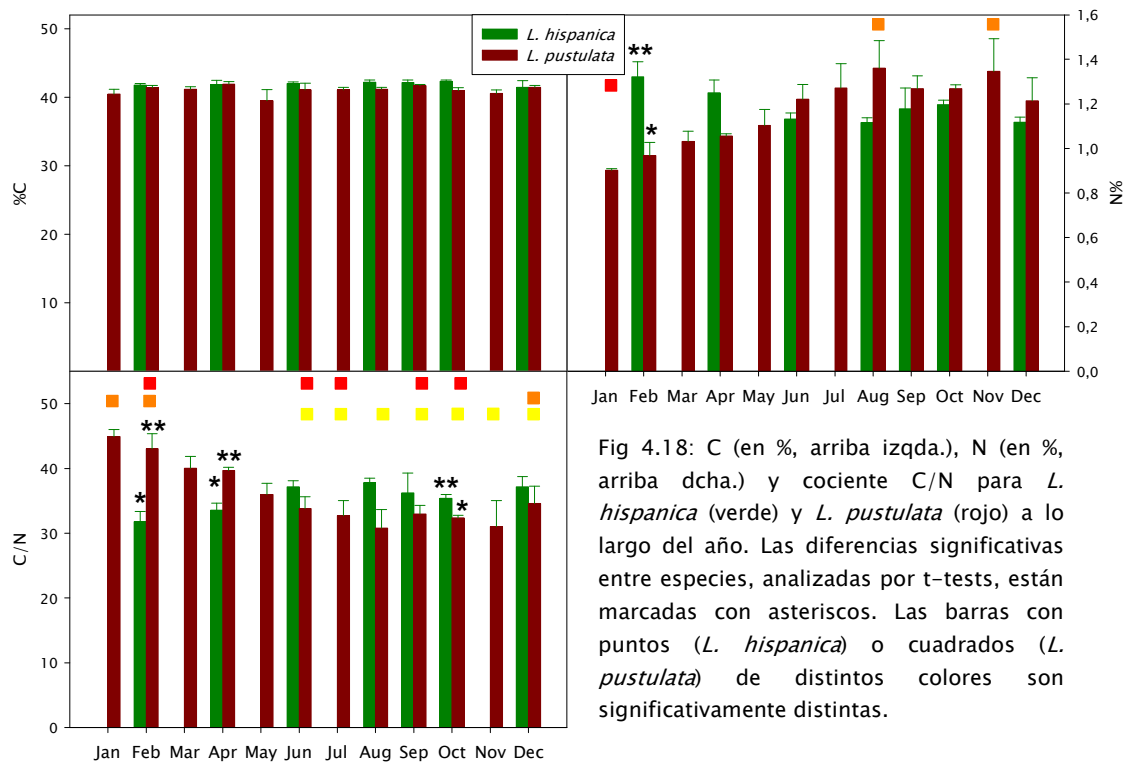 50
40
30
20
10
%C
L. hispanica
L. pustulata
**
*
1,6
1,4
1,2
1,0
0,8
0,6
0,4
0,2
0,0
N%
Jan Feb Mar Apr May Jun Jul Aug Sep Oct Nov Dec
50
40
30
20
10
0
C/N
*
**
*
**
**
*
Jan Feb Mar Apr May Jun Jul Aug Sep Oct Nov Dec
Fig 4.18: C (en %, arriba izqda.), N (en %,
arriba dcha.) y cociente C/N para L.
hispanica (verde) y L. pustulata (rojo) a lo
largo del año. Las diferencias significativas
entre especies, analizadas por t-tests, están
marcadas con asteriscos. Las barras con
puntos (L. hispanica) o cuadrados (L.
pustulata) de distintos colores son
significativamente distintas.